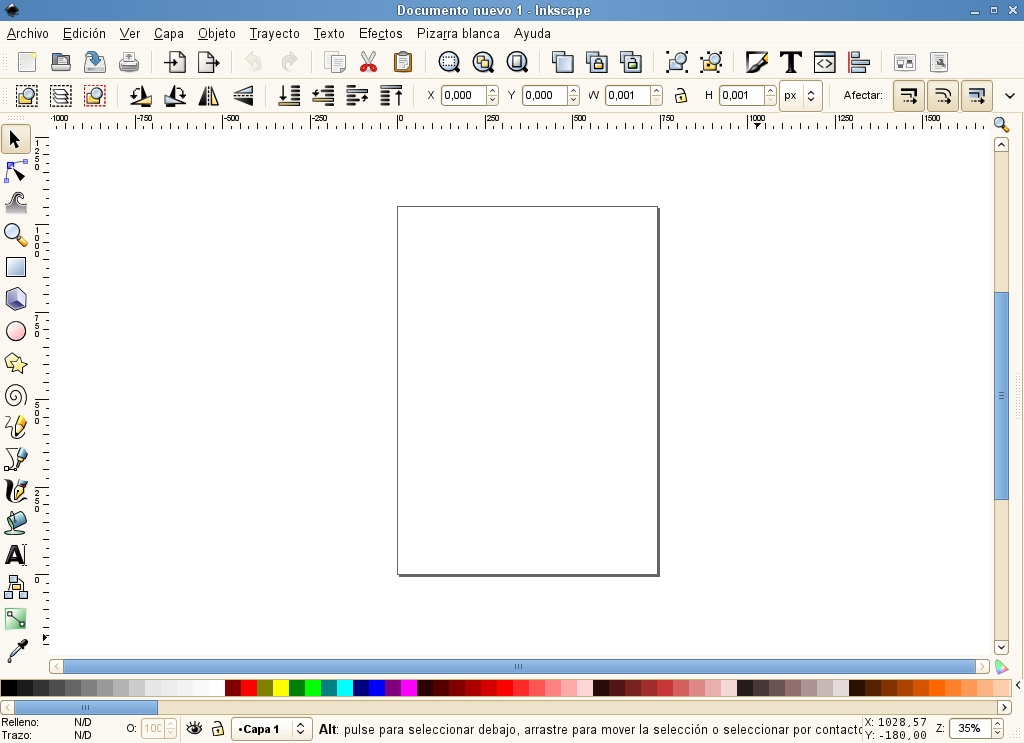 Documento nuevo 1 - Inkscape
Archivo Edición Ver Capa Objeto Trayecto Texto Efectos Pizarra blanca Ayuda
X 0,000 Y 0,000 W 0,001 H 0,001 px Afectar:
-1000 -750 -500 -250 0 250 500 750 1000 1250 1500
1250
1000
750
500
250
0
Relleno: N/D
Trazo: N/D
O: 100
•Capa 1
Alt: pulse para seleccionar debajo, arrastre para mover la selección o seleccionar por contacto
X: 1028,57
Y: -180,00
Z: 35%